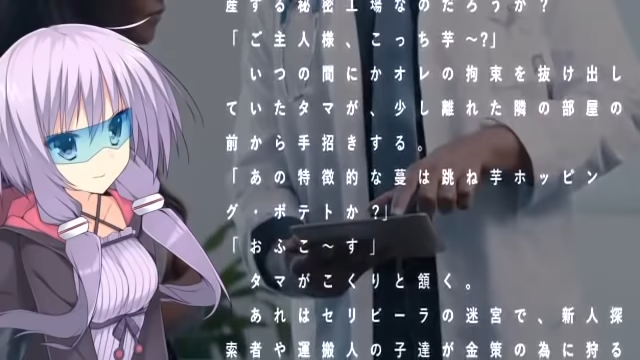 産する秘密工場なのだろうか？
「ご主人様、こっち芋〜?」
いつの間にかオレの拘束を抜け出し
ていたタマが、少し離れた隣の部屋の
前から手招きする。
「あの特徴的な蔓は跳ね芋ホッピン
グ・ポテトか?」
「おふこ〜す」
タマがこくりと頷く。
あれはセリビーラの迷宮で、新人探
索者や運搬人の子達が金策の為に狩る